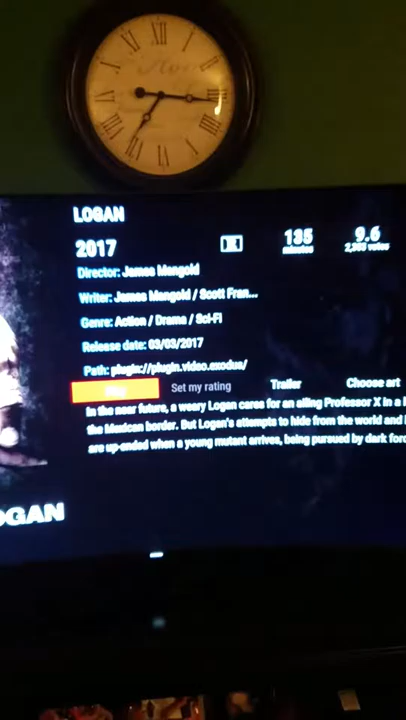 LOGAN
2017
135 9.6
minutes
Director: James Mangold
Writer: James Mangold / Scott Fran...
Genre: Action / Drama / Sci-Fi
Release date: 03/03/2017
Path: plugin://plugin.video.exodus/
Set my rating Trailer Choose art
In the near future, a weary Logan cares for an ailing Professor X in a
the Mexican border. But Logan's attempts to hide from the world and
are up-ended when a young mutant arrives, being pursued by dark
OGAN